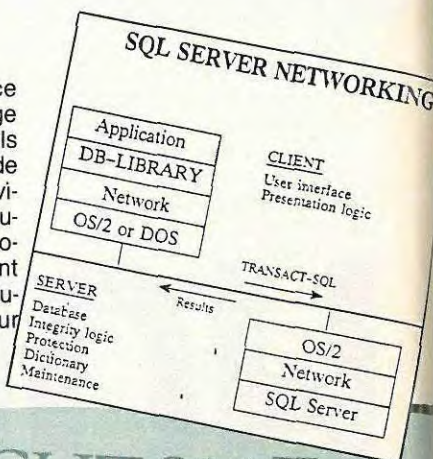 SQL SERVER NETWORKING
Application
DB-LIBRARY
Network
OS/2 or DOS
CLIENT
User interface
Presentation logic
TRANSACT-SQL
Results
SERVER
Database
Integrity logic
Protection
Dictionary
Maintenance
OS/2
Network
SQL Server